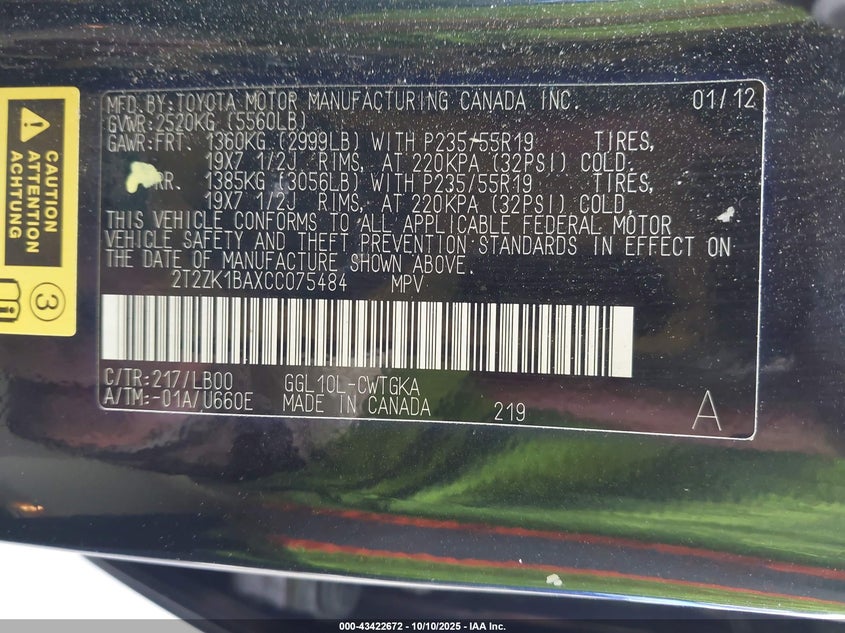 MFD. BY: TOYOTA MOTOR MANUFACTURING CANADA INC. 01/12
GVWR: 2520KG (5560LB)
GAWR: FRT. 1360KG (2999LB) WITH P235/55R19 TIRES,
19X7 1/2J RIMS, AT 220KPA (32PSI) COLD.
RR. 1385KG (3056LB) WITH P235/55R19 TIRES,
19X7 1/2J RIMS, AT 220KPA (32PSI) COLD.
THIS VEHICLE CONFORMS TO ALL APPLICABLE FEDERAL MOTOR
VEHICLE SAFETY AND THEFT PREVENTION STANDARDS IN EFFECT ON
THE DATE OF MANUFACTURE SHOWN ABOVE.
2T2ZK1BAXCC075484 MPV
C/TR: 217/LB00 GGL10L-CWTGKA
A/TM: -01A/U660E MADE IN CANADA 219 A
CAUTION
ATTENTION
ACHTUNG
3
000-43422672 - 10/10/2025 - IAA Inc.